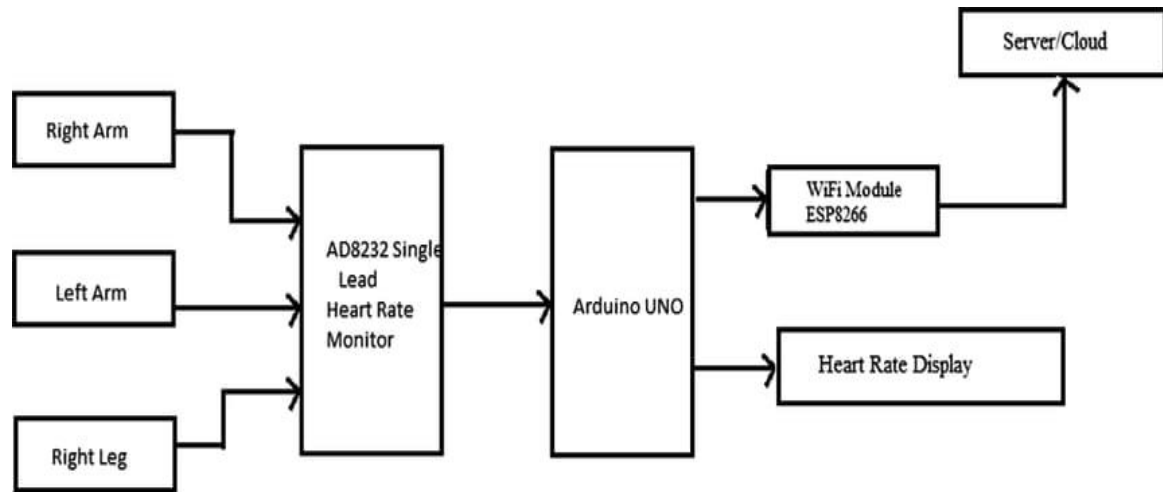 Server/Cloud
Right Arm
WiFi Module
ESP8266
AD8232 Single
Lead
Heart Rate
Monitor
Left Arm
Arduino UNO
Heart Rate Display
Right Leg